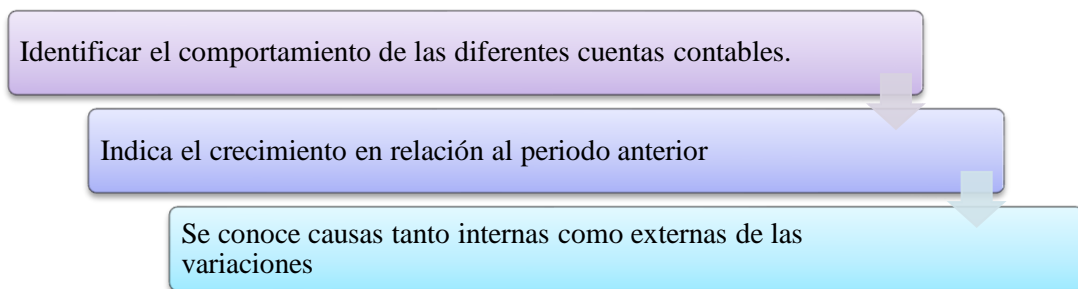 Identificar el comportamiento de las diferentes cuentas contables.
Indica el crecimiento en relación al periodo anterior
Se conoce causas tanto internas como externas de las
variaciones